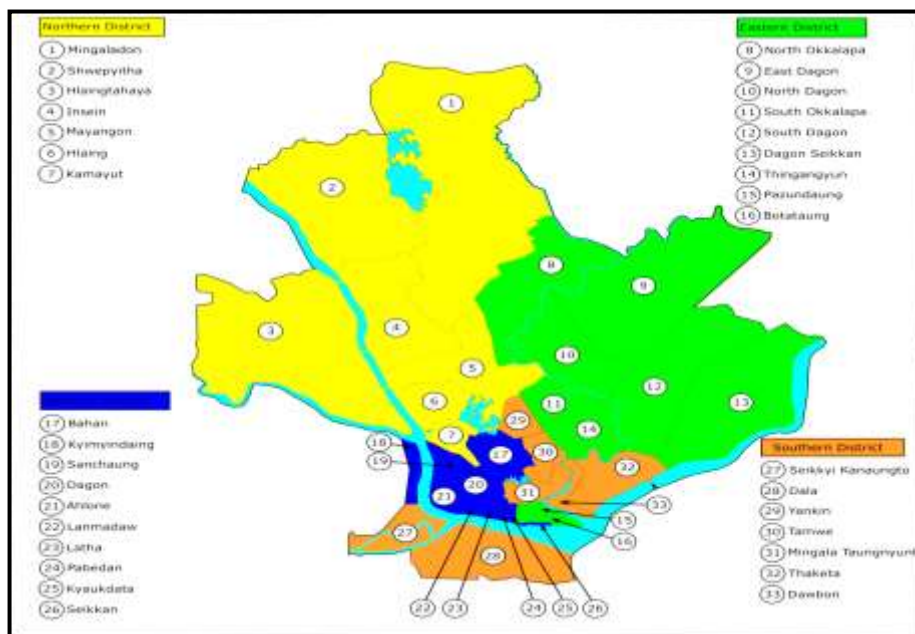 Northern District
1 Mingaladon
2 Shwepyitha
3 Hlaingtahaya
4 Insein
5 Mayangon
6 Hlaing
7 Kamayut
Eastern District
8 North Okkalapa
9 East Dagon
10 North Dagon
11 South Okkalapa
12 South Dagon
13 Dagon Seikkan
14 Thingangyun
15 Pazundaung
16 Botataung
1
2
3
4
5
6
7
8
9
10
11
12
13
14
15
16
17
18
19
20
21
22
23
24
25
26
27
28
29
30
31
32
33
17 Bahan
18 Kyimyindaing
19 Sanchaung
20 Dagon
21 Ahlone
22 Lanmadaw
23 Latha
24 Pabedan
25 Kyaukdata
26 Seikkan
Southern District
27 Seikkyi Kanaungto
28 Dala
29 Yankin
30 Tamwe
31 Mingala Taungnyunt
32 Thaketa
33 Dawbon